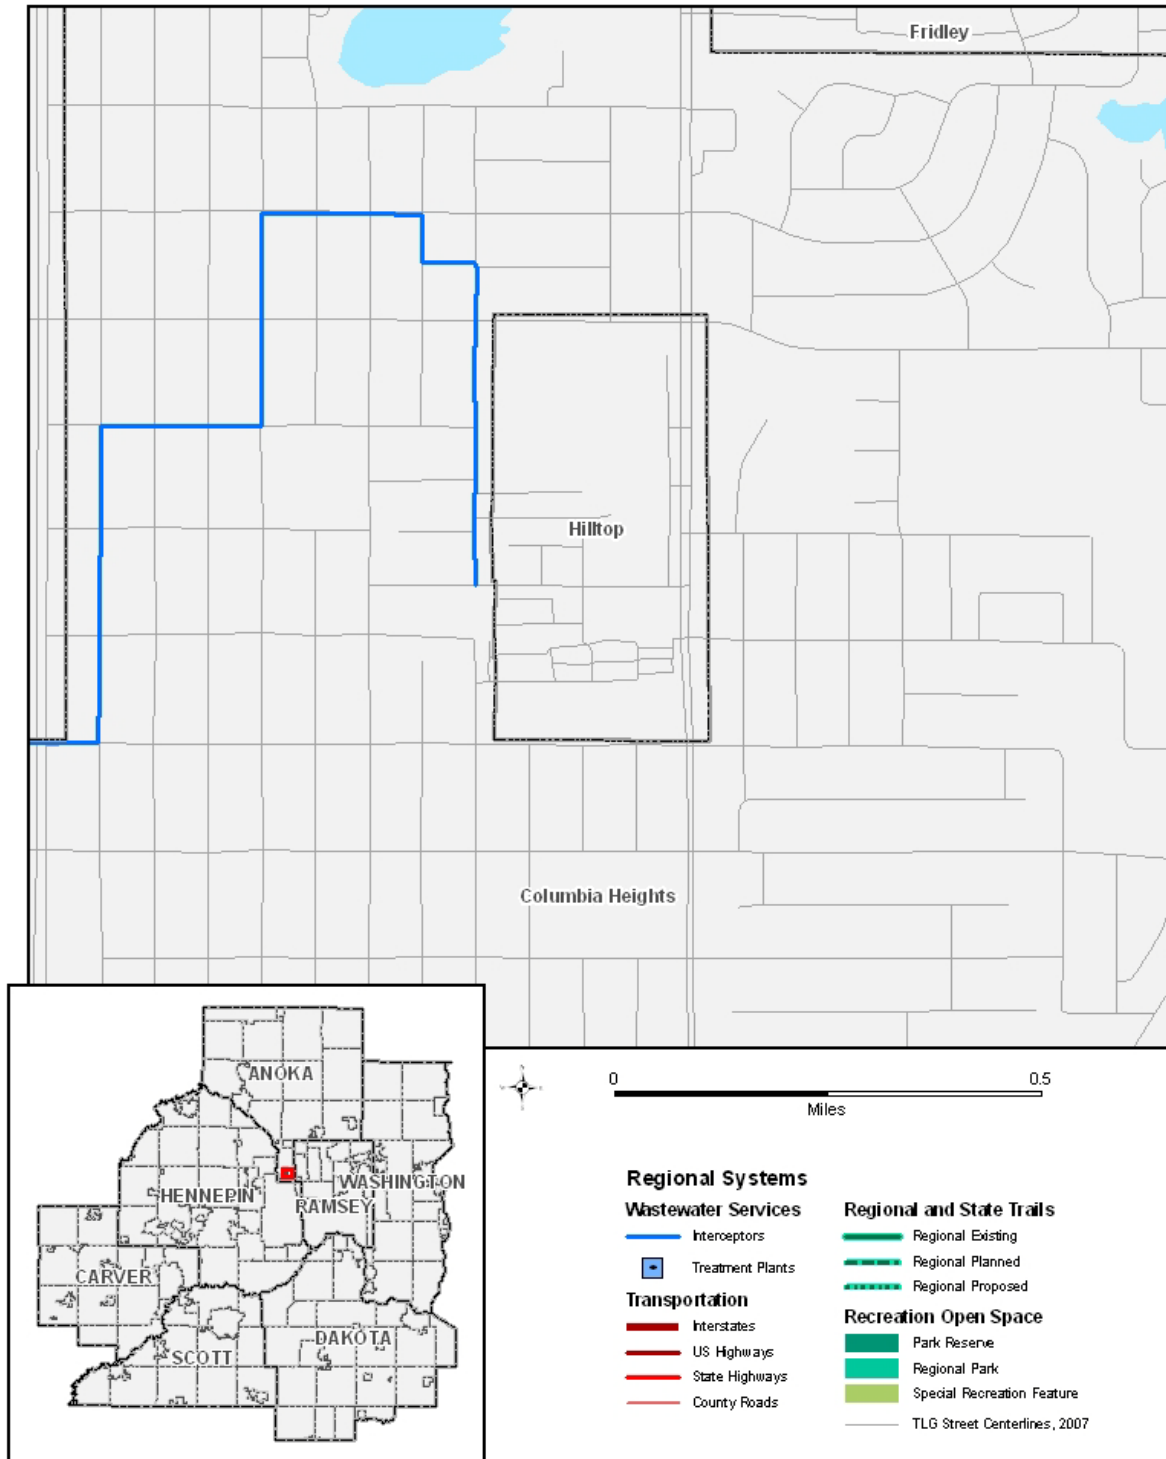 Fridley
Hilltop
Columbia Heights
ANOKA
WASHINGTON
HENNEPIN
RAMSEY
CARVER
DAKOTA
SCOTT
0 0.5
Miles
Regional Systems
Wastewater Services
Interceptors
Treatment Plants
Transportation
Interstates
US Highways
State Highways
County Roads
Regional and State Trails
Regional Existing
Regional Planned
Regional Proposed
Recreation Open Space
Park Reserve
Regional Park
Special Recreation Feature
TLG Street Centerlines, 2007